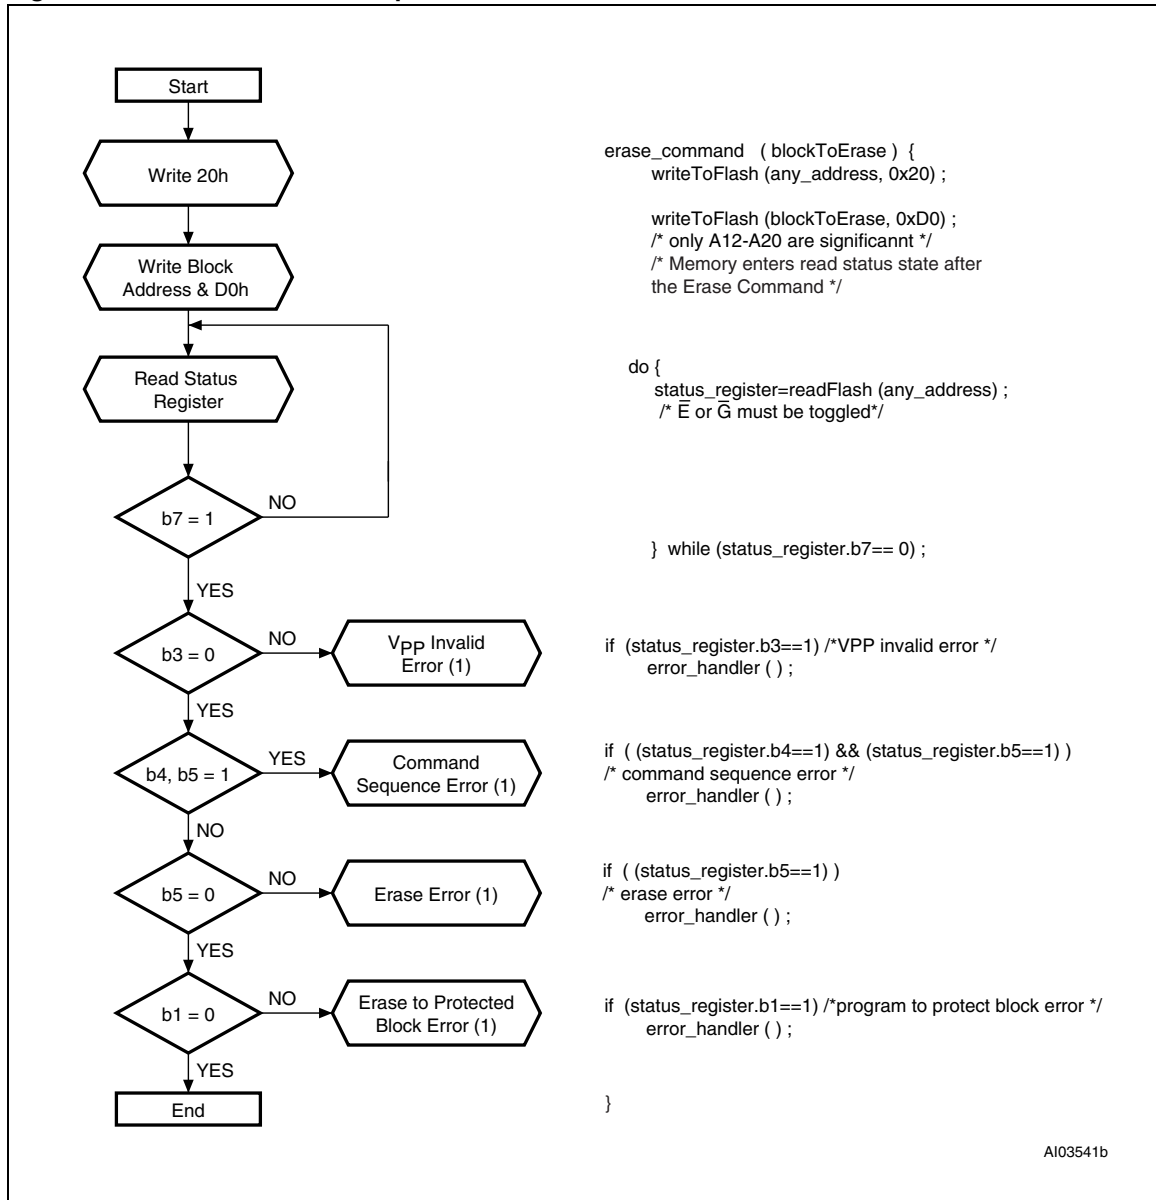 Start
Write 20h
Write Block
Address & D0h
Read Status
Register
b7 = 1
NO
YES
b3 = 0
NO
VPP Invalid
Error (1)
YES
b4, b5 = 1
YES
Command
Sequence Error (1)
NO
b5 = 0
NO
Erase Error (1)
YES
b1 = 0
NO
Erase to Protected
Block Error (1)
YES
End
erase_command ( blockToErase ) {
writeToFlash (any_address, 0x20) ;
writeToFlash (blockToErase, 0xD0) ;
/* only A12-A20 are significannt */
/* Memory enters read status state after
the Erase Command */
do {
status_register=readFlash (any_address) ;
/* E̅ or G̅ must be toggled*/
} while (status_register.b7== 0) ;
if (status_register.b3==1) /*VPP invalid error */
error_handler ( ) ;
if ( (status_register.b4==1) && (status_register.b5==1) )
/* command sequence error */
error_handler ( ) ;
if ( (status_register.b5==1) )
/* erase error */
error_handler ( ) ;
if (status_register.b1==1) /*program to protect block error */
error_handler ( ) ;
}
AI03541b